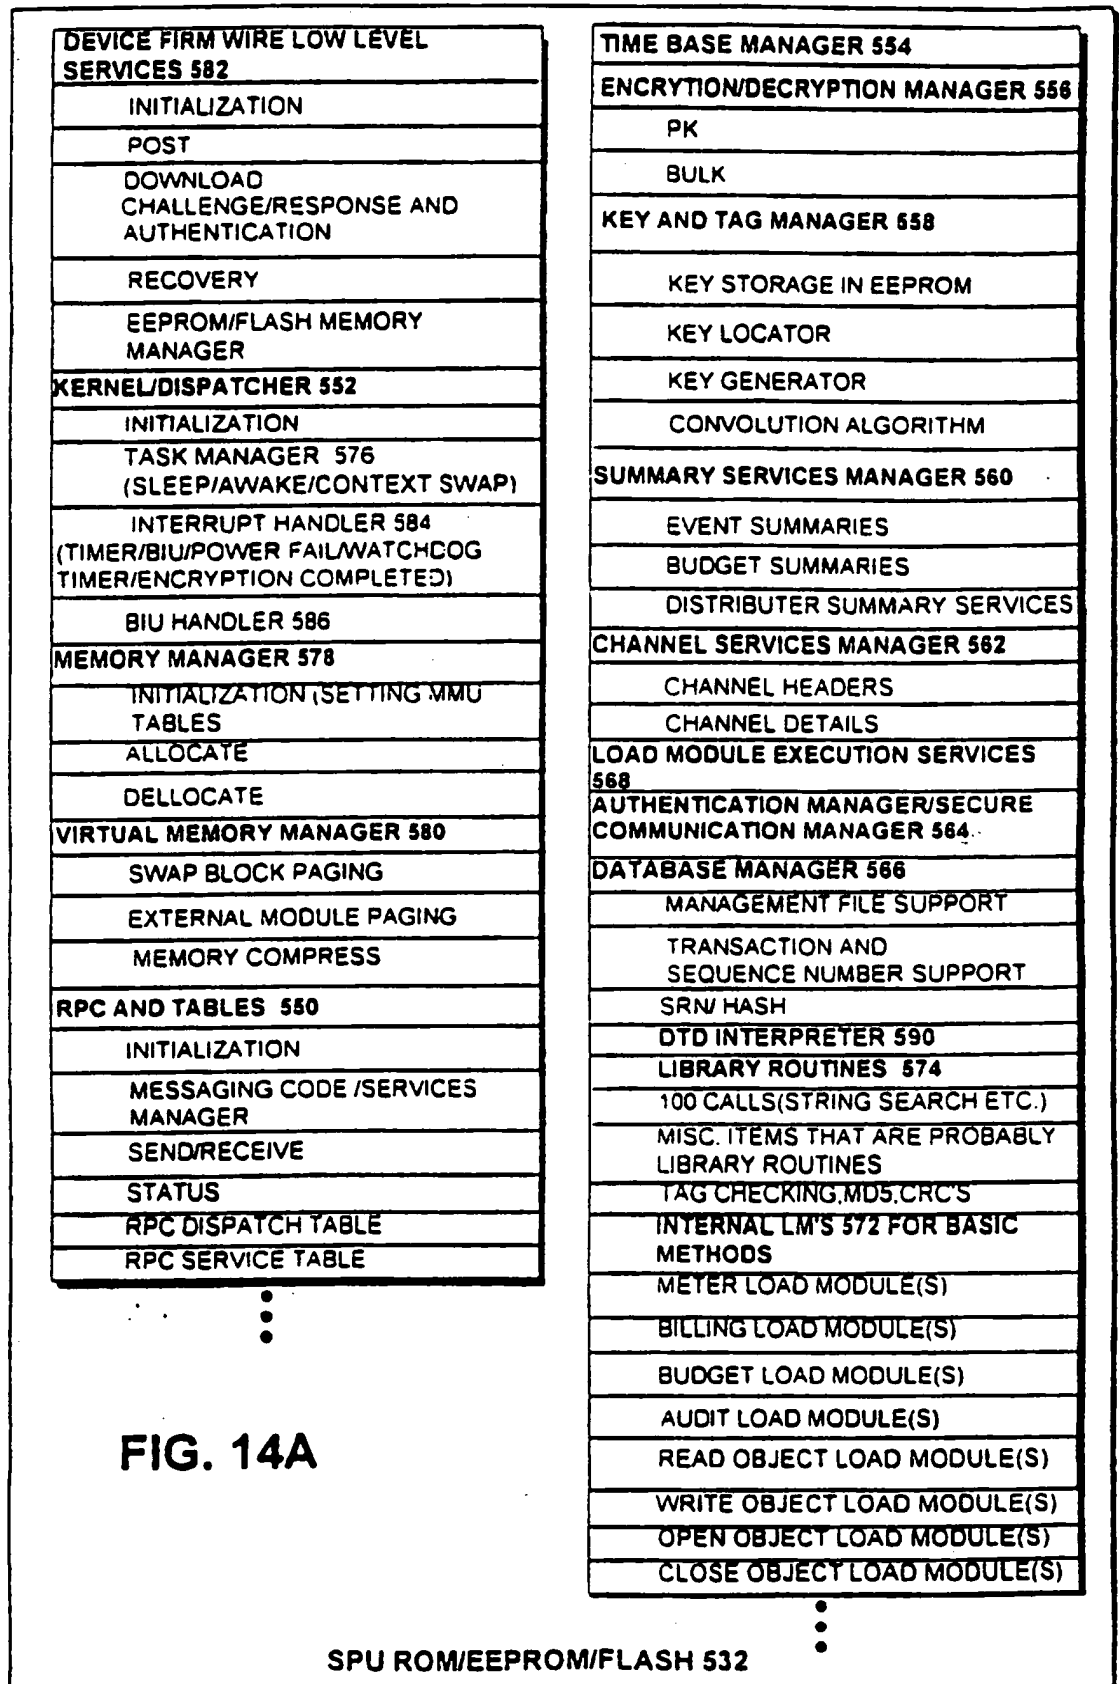 DEVICE FIRM WIRE LOW LEVEL
SERVICES 582
INITIALIZATION
POST
DOWNLOAD
CHALLENGE/RESPONSE AND
AUTHENTICATION
RECOVERY
EEPROM/FLASH MEMORY
MANAGER
KERNEL/DISPATCHER 552
INITIALIZATION
TASK MANAGER 576
(SLEEP/AWAKE/CONTEXT SWAP)
INTERRUPT HANDLER 584
(TIMER/BIU/POWER FAIL/WATCHDOG
TIMER/ENCRYPTION COMPLETED)
BIU HANDLER 586
MEMORY MANAGER 578
INITIALIZATION (SETTING MMU
TABLES
ALLOCATE
DELLOCATE
VIRTUAL MEMORY MANAGER 580
SWAP BLOCK PAGING
EXTERNAL MODULE PAGING
MEMORY COMPRESS
RPC AND TABLES 550
INITIALIZATION
MESSAGING CODE /SERVICES
MANAGER
SEND/RECEIVE
STATUS
RPC DISPATCH TABLE
RPC SERVICE TABLE
TIME BASE MANAGER 554
ENCRYTION/DECRYPTION MANAGER 556
PK
BULK
KEY AND TAG MANAGER 558
KEY STORAGE IN EEPROM
KEY LOCATOR
KEY GENERATOR
CONVOLUTION ALGORITHM
SUMMARY SERVICES MANAGER 560
EVENT SUMMARIES
BUDGET SUMMARIES
DISTRIBUTER SUMMARY SERVICES
CHANNEL SERVICES MANAGER 562
CHANNEL HEADERS
CHANNEL DETAILS
LOAD MODULE EXECUTION SERVICES
568
AUTHENTICATION MANAGER/SECURE
COMMUNICATION MANAGER 564
DATABASE MANAGER 566
MANAGEMENT FILE SUPPORT
TRANSACTION AND
SEQUENCE NUMBER SUPPORT
SRN/ HASH
DTD INTERPRETER 590
LIBRARY ROUTINES 574
100 CALLS(STRING SEARCH ETC.)
MISC. ITEMS THAT ARE PROBABLY
LIBRARY ROUTINES
TAG CHECKING,MD5,CRC'S
INTERNAL LM'S 572 FOR BASIC
METHODS
METER LOAD MODULE(S)
BILLING LOAD MODULE(S)
BUDGET LOAD MODULE(S)
AUDIT LOAD MODULE(S)
READ OBJECT LOAD MODULE(S)
WRITE OBJECT LOAD MODULE(S)
OPEN OBJECT LOAD MODULE(S)
CLOSE OBJECT LOAD MODULE(S)
FIG. 14A
SPU ROM/EEPROM/FLASH 532